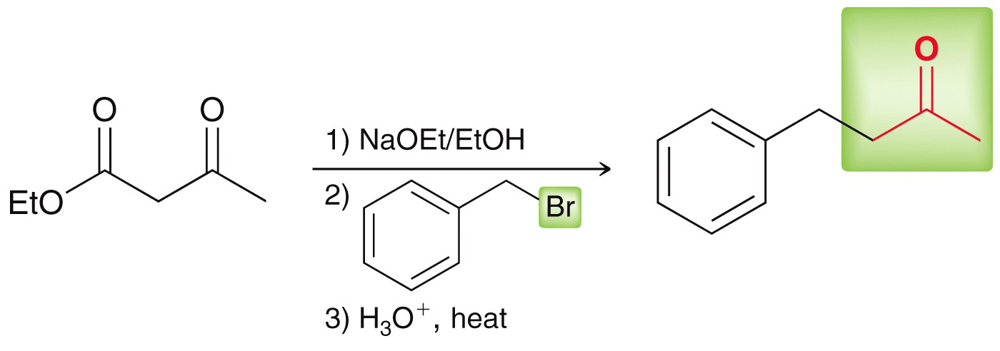 O
O
EtO
1) NaOEt/EtOH
2)
Br
3) H₃O⁺, heat
O